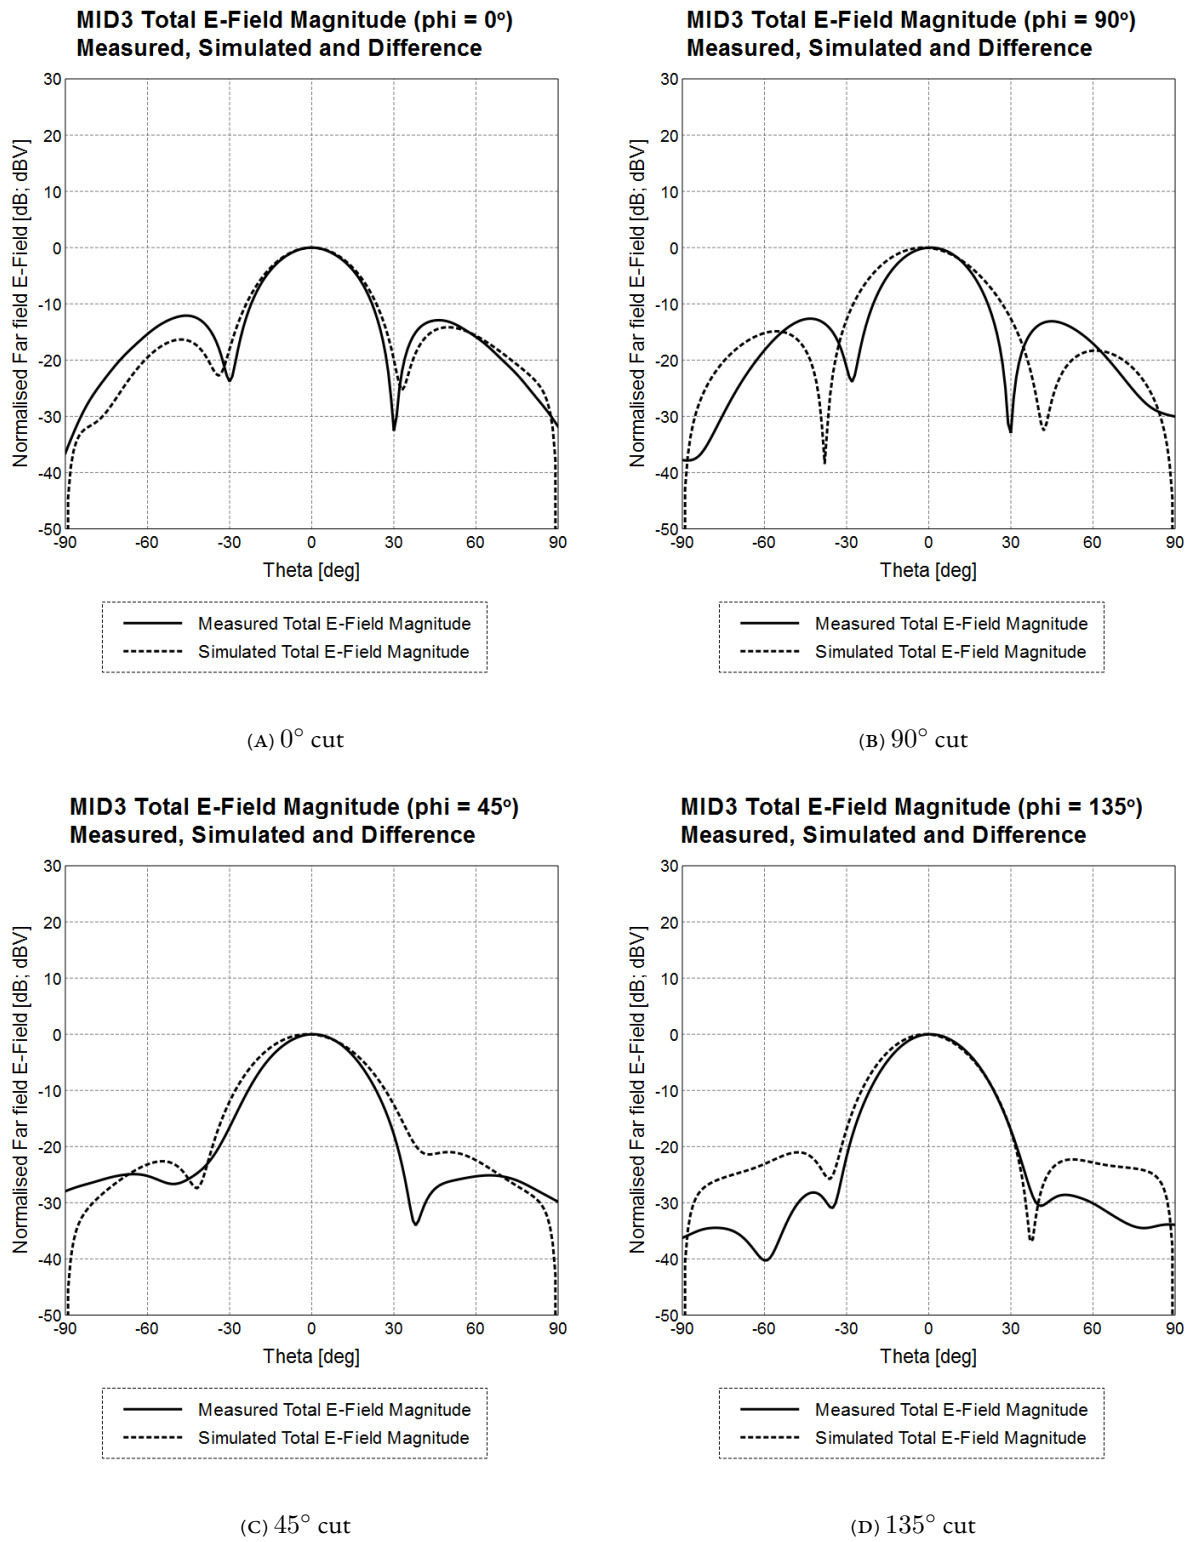 MID3 Total E-Field Magnitude (phi = 0º)
Measured, Simulated and Difference
30
20
10
0
-10
-20
-30
-40
-50
Normalised Far field E-Field [dB; dBV]
-90 -60 -30 0 30 60 90
Theta [deg]
Measured Total E-Field Magnitude
Simulated Total E-Field Magnitude
(A) 0° cut
MID3 Total E-Field Magnitude (phi = 90º)
Measured, Simulated and Difference
30
20
10
0
-10
-20
-30
-40
-50
Normalised Far field E-Field [dB; dBV]
-90 -60 -30 0 30 60 90
Theta [deg]
Measured Total E-Field Magnitude
Simulated Total E-Field Magnitude
(B) 90° cut
MID3 Total E-Field Magnitude (phi = 45º)
Measured, Simulated and Difference
30
20
10
0
-10
-20
-30
-40
-50
Normalised Far field E-Field [dB; dBV]
-90 -60 -30 0 30 60 90
Theta [deg]
Measured Total E-Field Magnitude
Simulated Total E-Field Magnitude
(C) 45° cut
MID3 Total E-Field Magnitude (phi = 135º)
Measured, Simulated and Difference
30
20
10
0
-10
-20
-30
-40
-50
Normalised Far field E-Field [dB; dBV]
-90 -60 -30 0 30 60 90
Theta [deg]
Measured Total E-Field Magnitude
Simulated Total E-Field Magnitude
(D) 135° cut